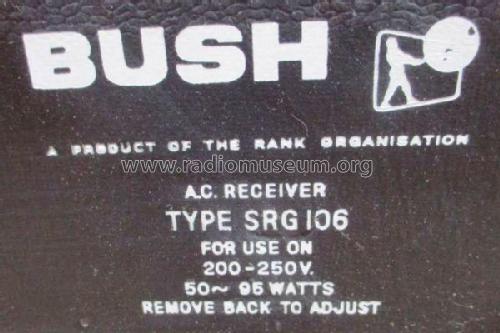 BUSH
A PRODUCT OF THE RANK ORGANISATION
www.radiomuseum.org
A.C. RECEIVER
TYPE SRG 106
FOR USE ON
200-250V.
50~ 95 WATTS
REMOVE BACK TO ADJUST